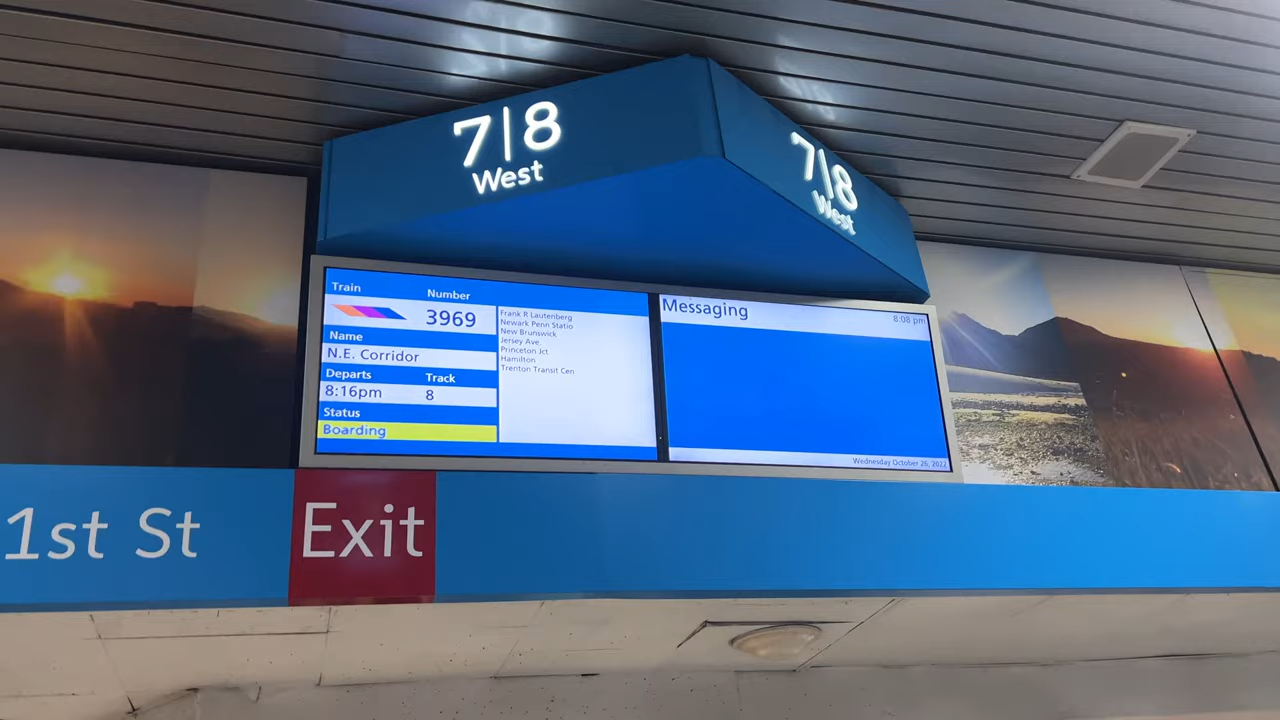 7|8
West
7|8
West
Train
Number
3969
Name
N.E. Corridor
Departs
Track
8:16pm
8
Status
Boarding
Frank R Lautenberg
Newark Penn Statio
New Brunswick
Jersey Ave.
Princeton Jct
Hamilton
Trenton Transit Cen
Messaging
8:08 pm
Wednesday October 26, 2022
1st St
Exit